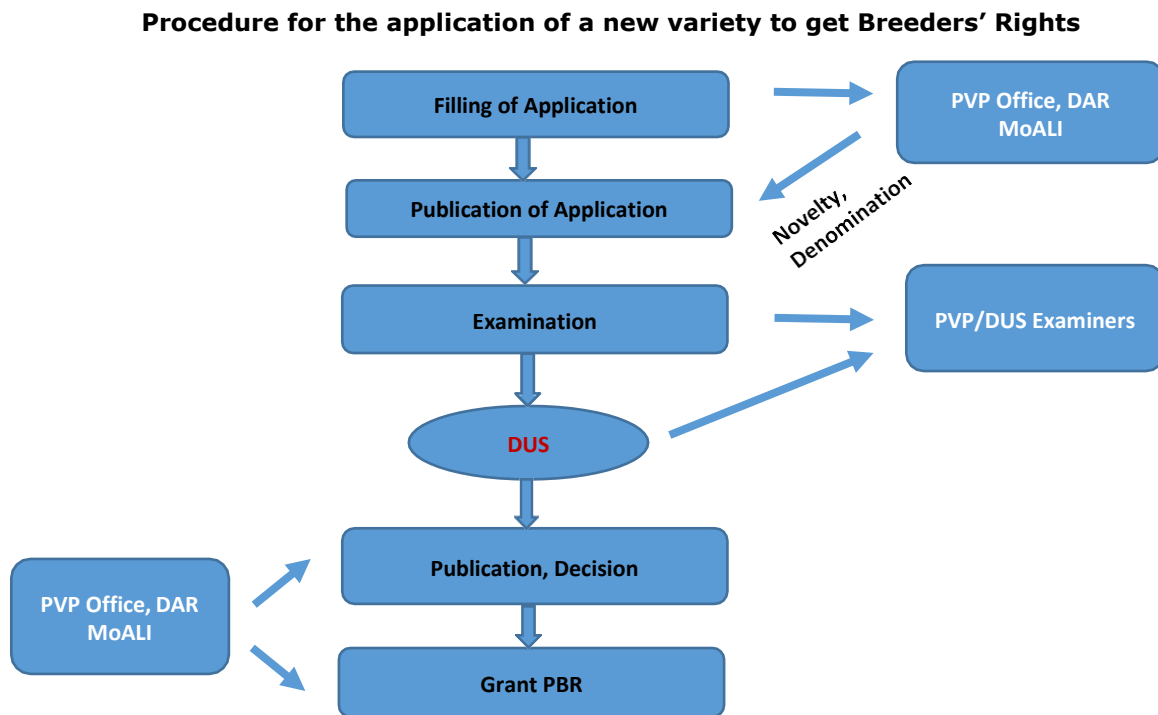 Procedure for the application of a new variety to get Breeders' Rights
Filling of Application
PVP Office, DAR
MoALI
Publication of Application
Novelty,
Denomination
Examination
PVP/DUS Examiners
DUS
Publication, Decision
PVP Office, DAR
MoALI
Grant PBR